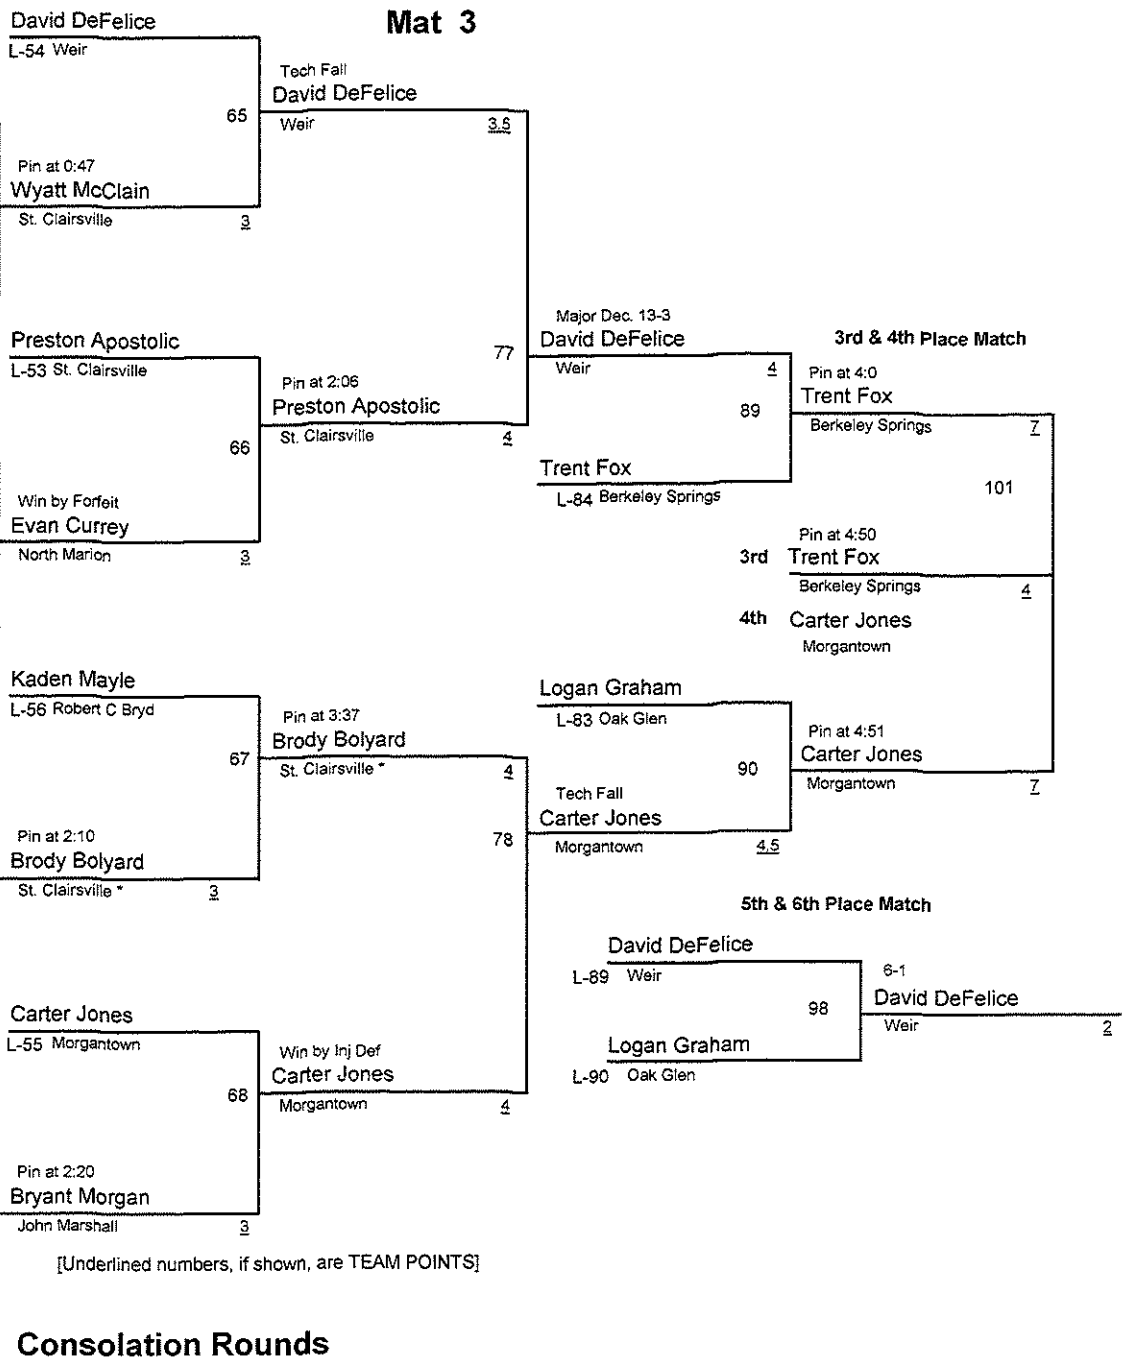 Mat 3
David DeFelice
L-54 Weir
65
Pin at 0:47
Wyatt McClain
St. Clairsville
3
Tech Fall
David DeFelice
Weir
3.5
Preston Apostolic
L-53 St. Clairsville
66
Win by Forfeit
Evan Currey
North Marion
3
Pin at 2:06
Preston Apostolic
St. Clairsville
4
77
Major Dec. 13-3
David DeFelice
Weir
4
89
Trent Fox
L-84 Berkeley Springs
3rd & 4th Place Match
Pin at 4:0
Trent Fox
Berkeley Springs
7
101
Pin at 4:50
3rd Trent Fox
Berkeley Springs
4
4th Carter Jones
Morgantown
Kaden Mayle
L-56 Robert C Bryd
67
Pin at 2:10
Brody Bolyard
St. Clairsville *
3
Pin at 3:37
Brody Bolyard
St. Clairsville *
4
78
Logan Graham
L-83 Oak Glen
90
Tech Fall
Carter Jones
Morgantown
4.5
Pin at 4:51
Carter Jones
Morgantown
7
Carter Jones
L-55 Morgantown
68
Pin at 2:20
Bryant Morgan
John Marshall
3
Win by Inj Def
Carter Jones
Morgantown
4
5th & 6th Place Match
David DeFelice
L-89 Weir
98
Logan Graham
L-90 Oak Glen
6-1
David DeFelice
Weir
2
[Underlined numbers, if shown, are TEAM POINTS]
Consolation Rounds